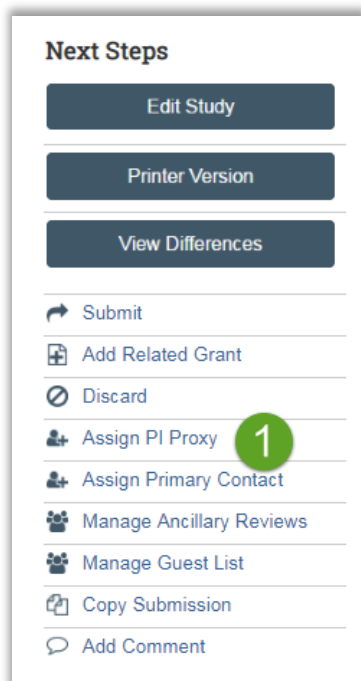 Next Steps
Edit Study
Printer Version
View Differences
Submit
Add Related Grant
Discard
Assign PI Proxy 1
Assign Primary Contact
Manage Ancillary Reviews
Manage Guest List
Copy Submission
Add Comment